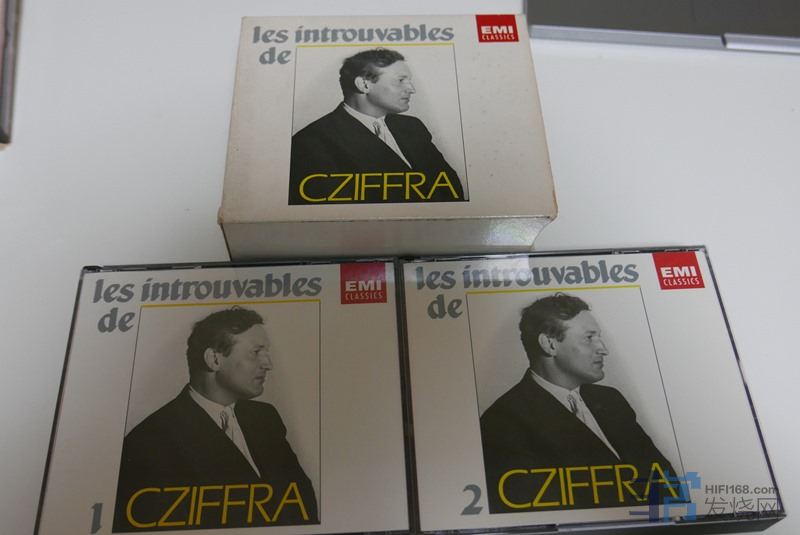 les introuvables
de
EMI
CLASSICS
CZIFFRA
les introuvables
de
EMI
CLASSICS
1
CZIFFRA
les introuvables
de
EMI
CLASSICS
2
CZIFFRA
HIFI168.com
发烧网